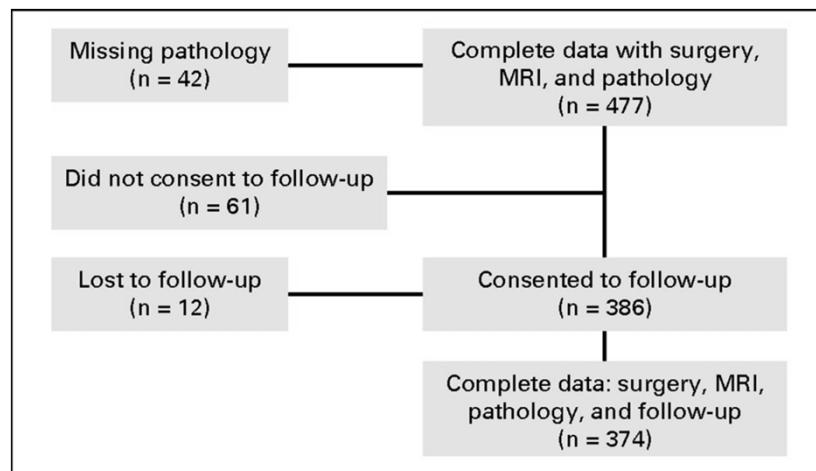 Missing pathology
(n = 42)
Complete data with surgery,
MRI, and pathology
(n = 477)
Did not consent to follow-up
(n = 61)
Lost to follow-up
(n = 12)
Consented to follow-up
(n = 386)
Complete data: surgery, MRI,
pathology, and follow-up
(n = 374)